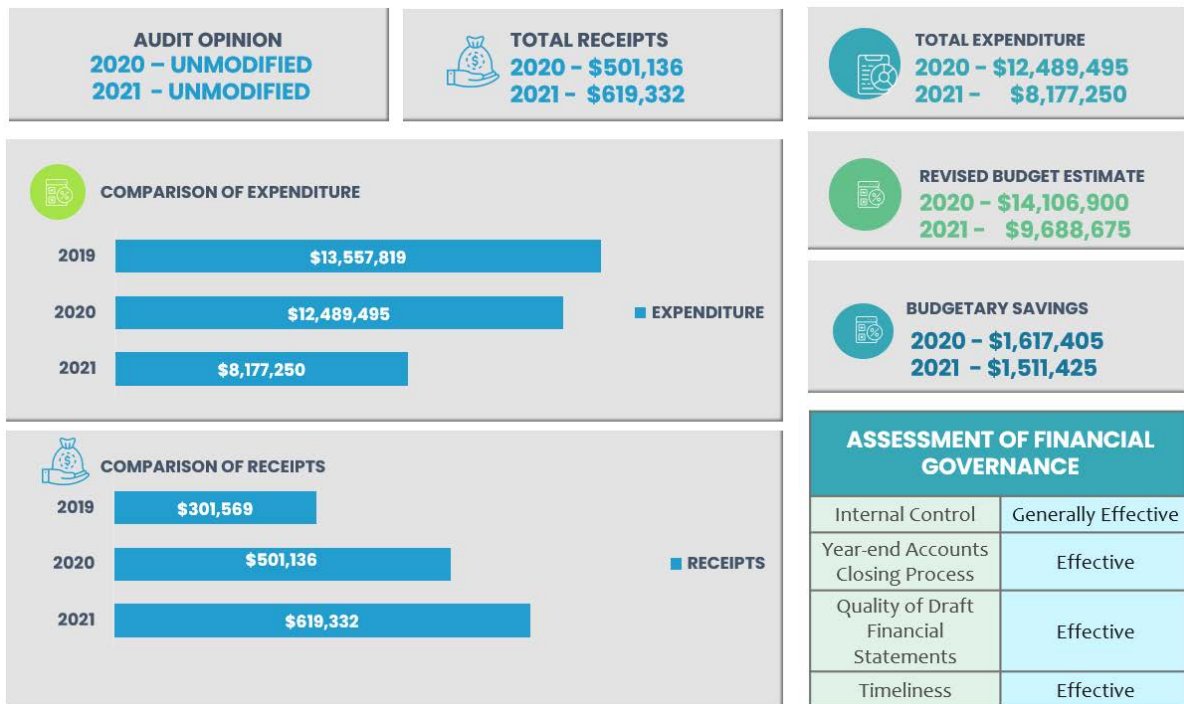 AUDIT OPINION
2020 – UNMODIFIED
2021 – UNMODIFIED
TOTAL RECEIPTS
2020 - $501,136
2021 - $619,332
TOTAL EXPENDITURE
2020 - $12,489,495
2021 - $8,177,250
COMPARISON OF EXPENDITURE
2019
$13,557,819
2020
$12,489,495
2021
$8,177,250
EXPENDITURE
REVISED BUDGET ESTIMATE
2020 - $14,106,900
2021 - $9,688,675
BUDGETARY SAVINGS
2020 - $1,617,405
2021 - $1,511,425
COMPARISON OF RECEIPTS
2019
$301,569
2020
$501,136
2021
$619,332
RECEIPTS
ASSESSMENT OF FINANCIAL
GOVERNANCE
Internal Control
Generally Effective
Year-end Accounts
Closing Process
Effective
Quality of Draft
Financial
Statements
Effective
Timeliness
Effective